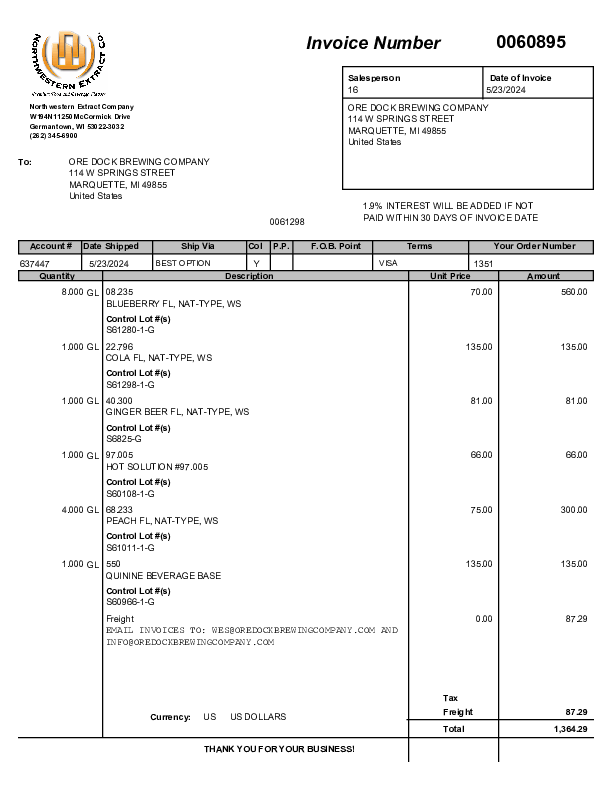 NORTHWESTERN EXTRACT CO.
Invoice Number 0060895
Salesperson Date of Invoice
16 5/23/2024
Northwestern Extract Company
W194N11250 McCormick Drive
Germantown, WI 53022-3032
(262) 345-6900
ORE DOCK BREWING COMPANY
114 W SPRINGS STREET
MARQUETTE, MI 49855
United States
To: ORE DOCK BREWING COMPANY
114 W SPRINGS STREET
MARQUETTE, MI 49855
United States
1.9% INTEREST WILL BE ADDED IF NOT
PAID WITHIN 30 DAYS OF INVOICE DATE
0061298
Account # Date Shipped Ship Via Col P.P. F.O.B. Point Terms Your Order Number
637447 5/23/2024 BEST OPTION Y VISA 1351
Quantity Description Unit Price Amount
8.000 GL 08.235 70.00 560.00
BLUEBERRY FL, NAT-TYPE, WS
Control Lot #(s)
S61280-1-G
1.000 GL 22.796 135.00 135.00
COLA FL, NAT-TYPE, WS
Control Lot #(s)
S61298-1-G
1.000 GL 40.300 81.00 81.00
GINGER BEER FL, NAT-TYPE, WS
Control Lot #(s)
S6825-G
1.000 GL 97.005 66.00 66.00
HOT SOLUTION #97.005
Control Lot #(s)
S60108-1-G
4.000 GL 68.233 75.00 300.00
PEACH FL, NAT-TYPE, WS
Control Lot #(s)
S61011-1-G
1.000 GL 550 135.00 135.00
QUININE BEVERAGE BASE
Control Lot #(s)
S60966-1-G
Freight 0.00 87.29
EMAIL INVOICES TO: WES@OREDOCKBREWINGCOMPANY.COM AND
INFO@OREDOCKBREWINGCOMPANY.COM
Tax
Freight 87.29
Currency: US US DOLLARS
Total 1,364.29
THANK YOU FOR YOUR BUSINESS!